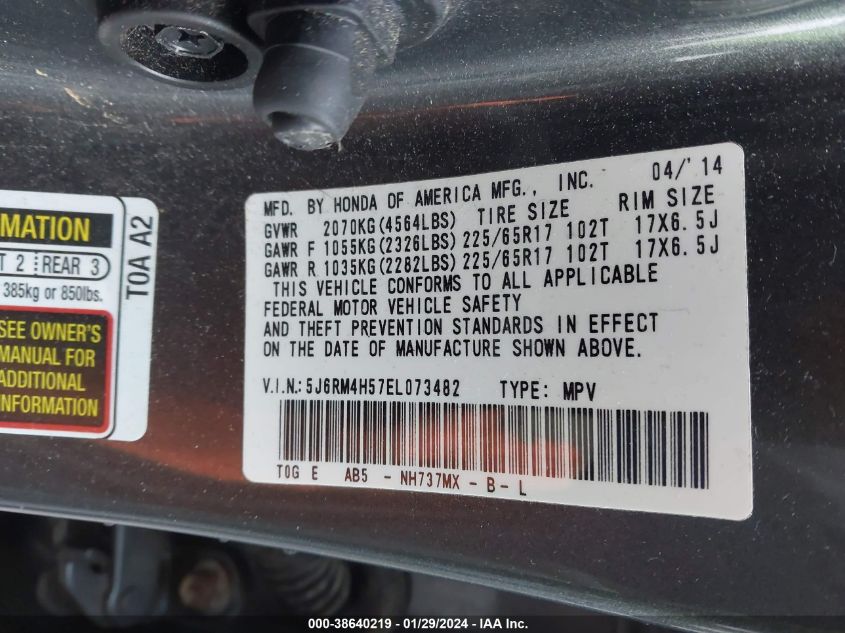 MFD. BY HONDA OF AMERICA MFG., INC. 04/'14
GVWR 2070KG(4564LBS) TIRE SIZE RIM SIZE
GAWR F 1055KG(2326LBS) 225/65R17 102T 17X6.5J
GAWR R 1035KG(2282LBS) 225/65R17 102T 17X6.5J
THIS VEHICLE CONFORMS TO ALL APPLICABLE
FEDERAL MOTOR VEHICLE SAFETY
AND THEFT PREVENTION STANDARDS IN EFFECT
ON THE DATE OF MANUFACTURE SHOWN ABOVE.
V.I.N.: 5J6RM4H57EL073482 TYPE: MPV
T0G E AB5 - NH737MX - B - L
MATION
2 REAR 3
385kg or 850lbs.
SEE OWNER'S
MANUAL FOR
ADDITIONAL
INFORMATION
T0A A2
000-38640219 - 01/29/2024 - IAA Inc.